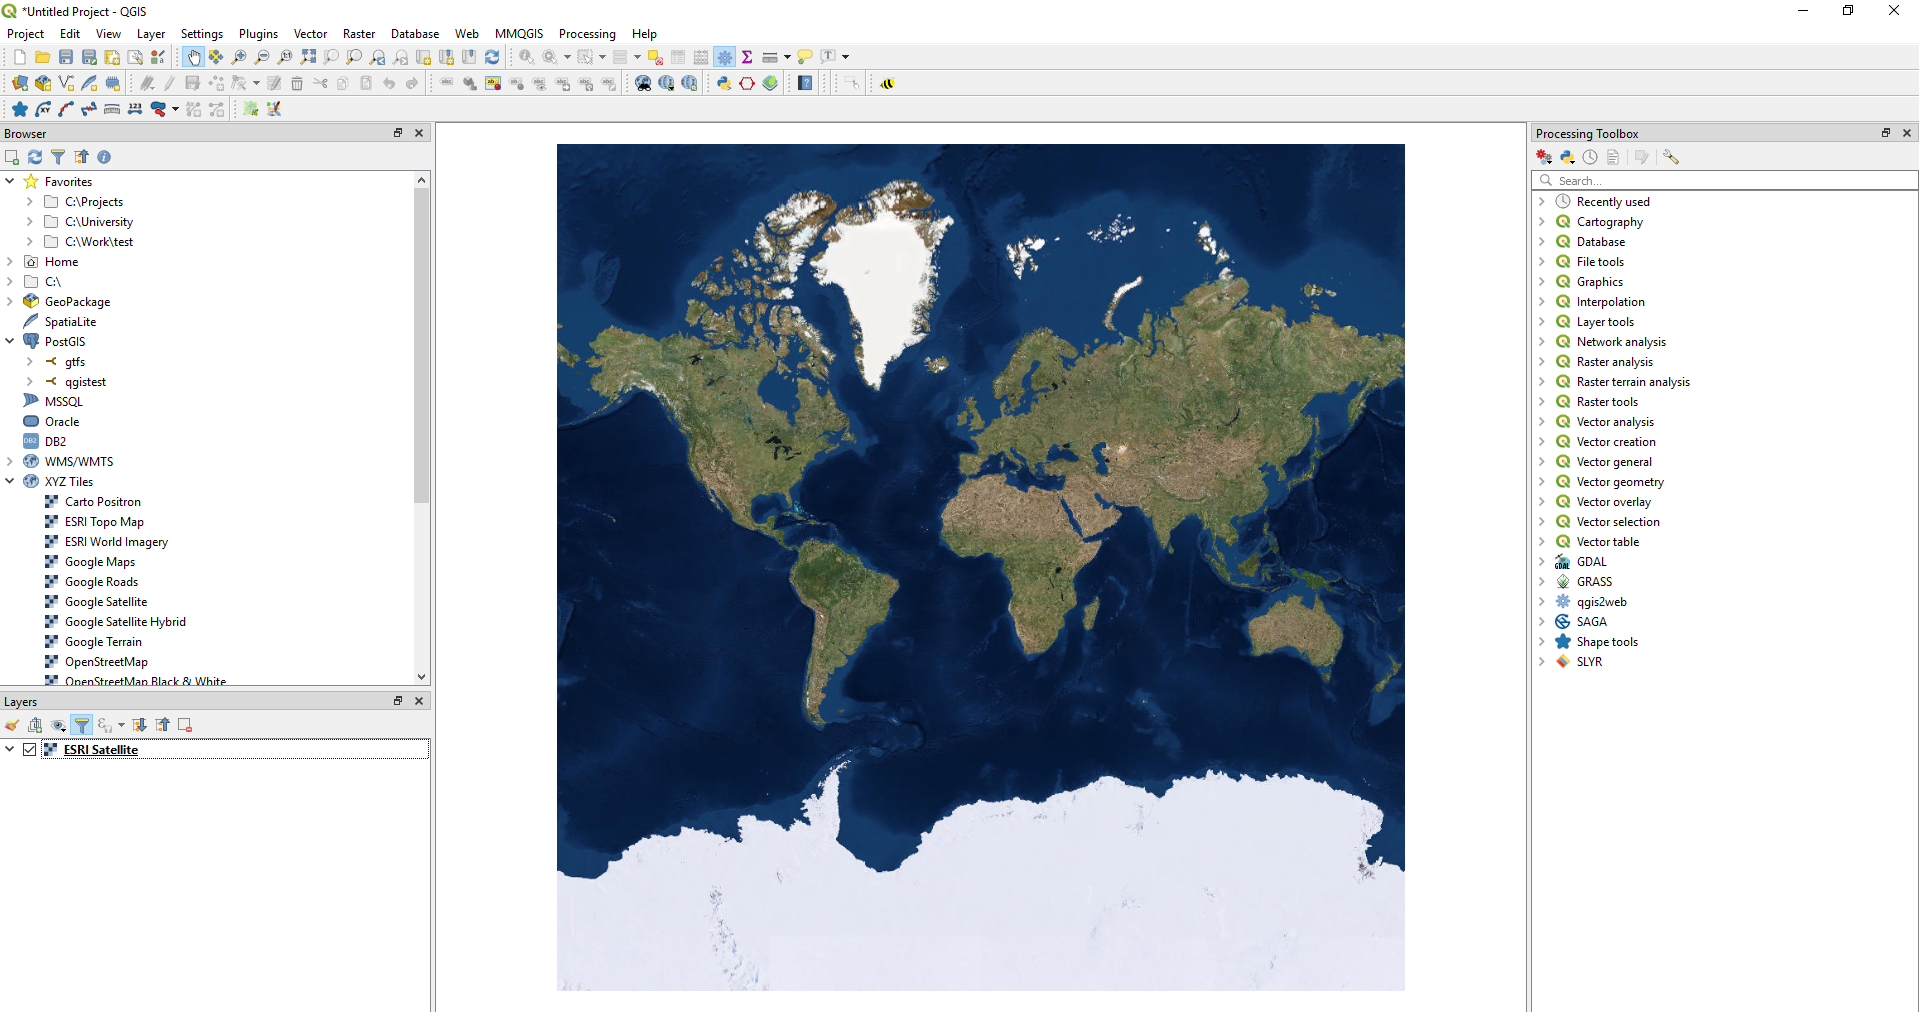 *Untitled Project - QGIS
Project Edit View Layer Settings Plugins Vector Raster Database Web MMQGIS Processing Help
Browser
Favorites
C:\Projects
C:\University
C:\Work\test
Home
C:\
GeoPackage
SpatiaLite
PostGIS
gtfs
qgistest
MSSQL
Oracle
DB2
DB2
WMS/WMTS
XYZ Tiles
Carto Positron
ESRI Topo Map
ESRI World Imagery
Google Maps
Google Roads
Google Satellite
Google Satellite Hybrid
Google Terrain
OpenStreetMap
OpenStreetMap Black & White
Layers
ESRI Satellite
Processing Toolbox
Search...
Recently used
Cartography
Database
File tools
Graphics
Interpolation
Layer tools
Network analysis
Raster analysis
Raster terrain analysis
Raster tools
Vector analysis
Vector creation
Vector general
Vector geometry
Vector overlay
Vector selection
Vector table
GDAL
GDAL
GRASS
qgis2web
SAGA
Shape tools
SLYR